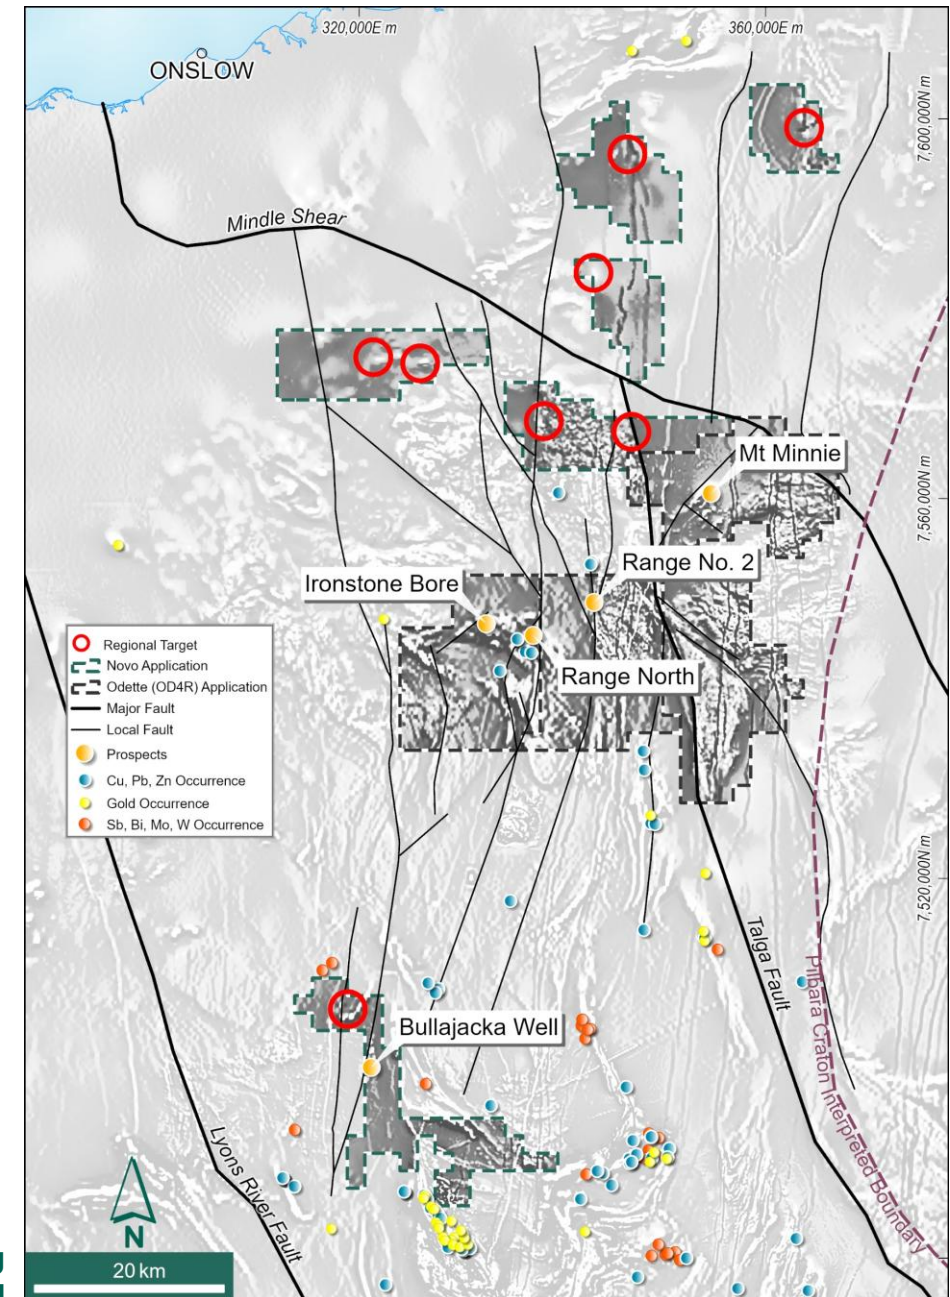 320,000E m
360,000E m
ONSLOW
7,600,000N m
Mindle Shear
Mt Minnie
7,560,000N m
Range No. 2
Ironstone Bore
Range North
Regional Target
Novo Application
Odette (OD4R) Application
Major Fault
Local Fault
Prospects
Cu, Pb, Zn Occurrence
Gold Occurrence
Sb, Bi, Mo, W Occurrence
7,520,000N m
Talga Fault
Pilbara Craton Interpreted Boundary
Bullajacka Well
Lyons River Fault
N
20 km